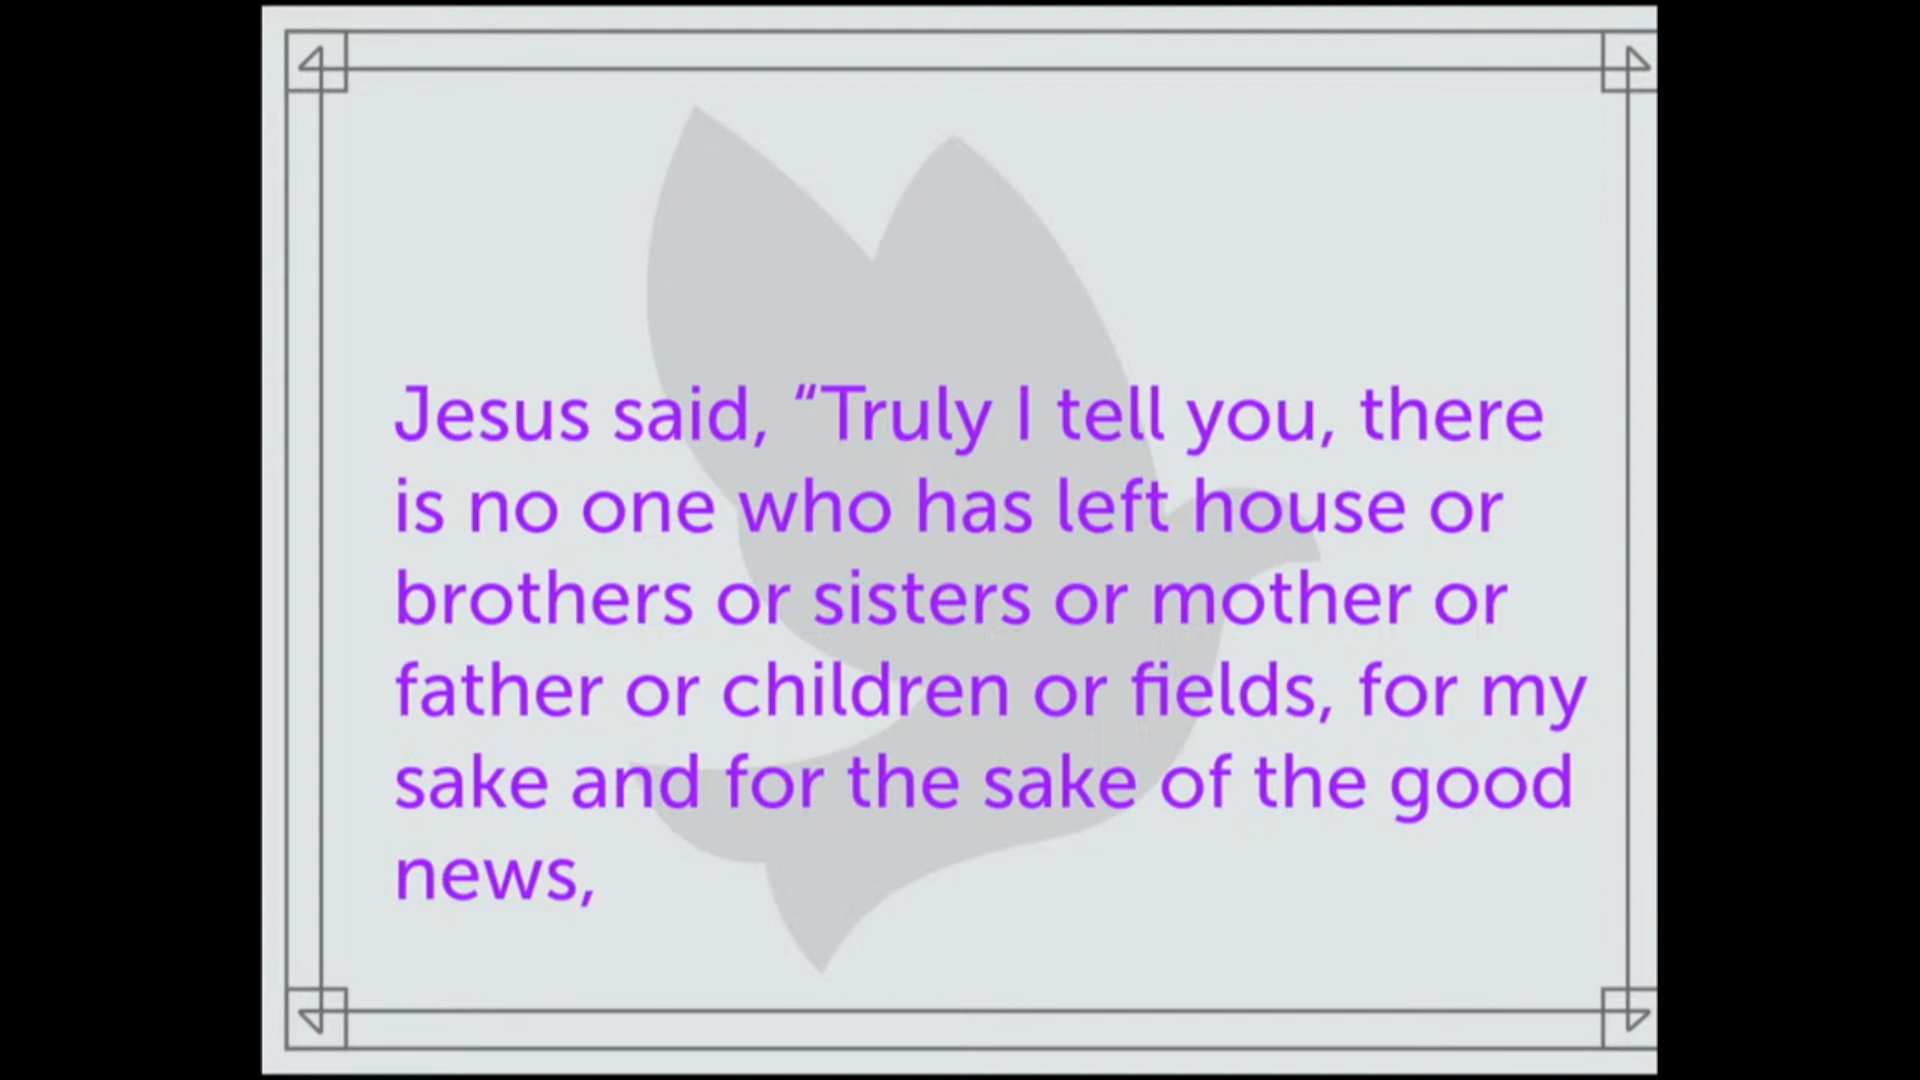 Jesus said, “Truly I tell you, there
is no one who has left house or
brothers or sisters or mother or
father or children or fields, for my
sake and for the sake of the good
news,